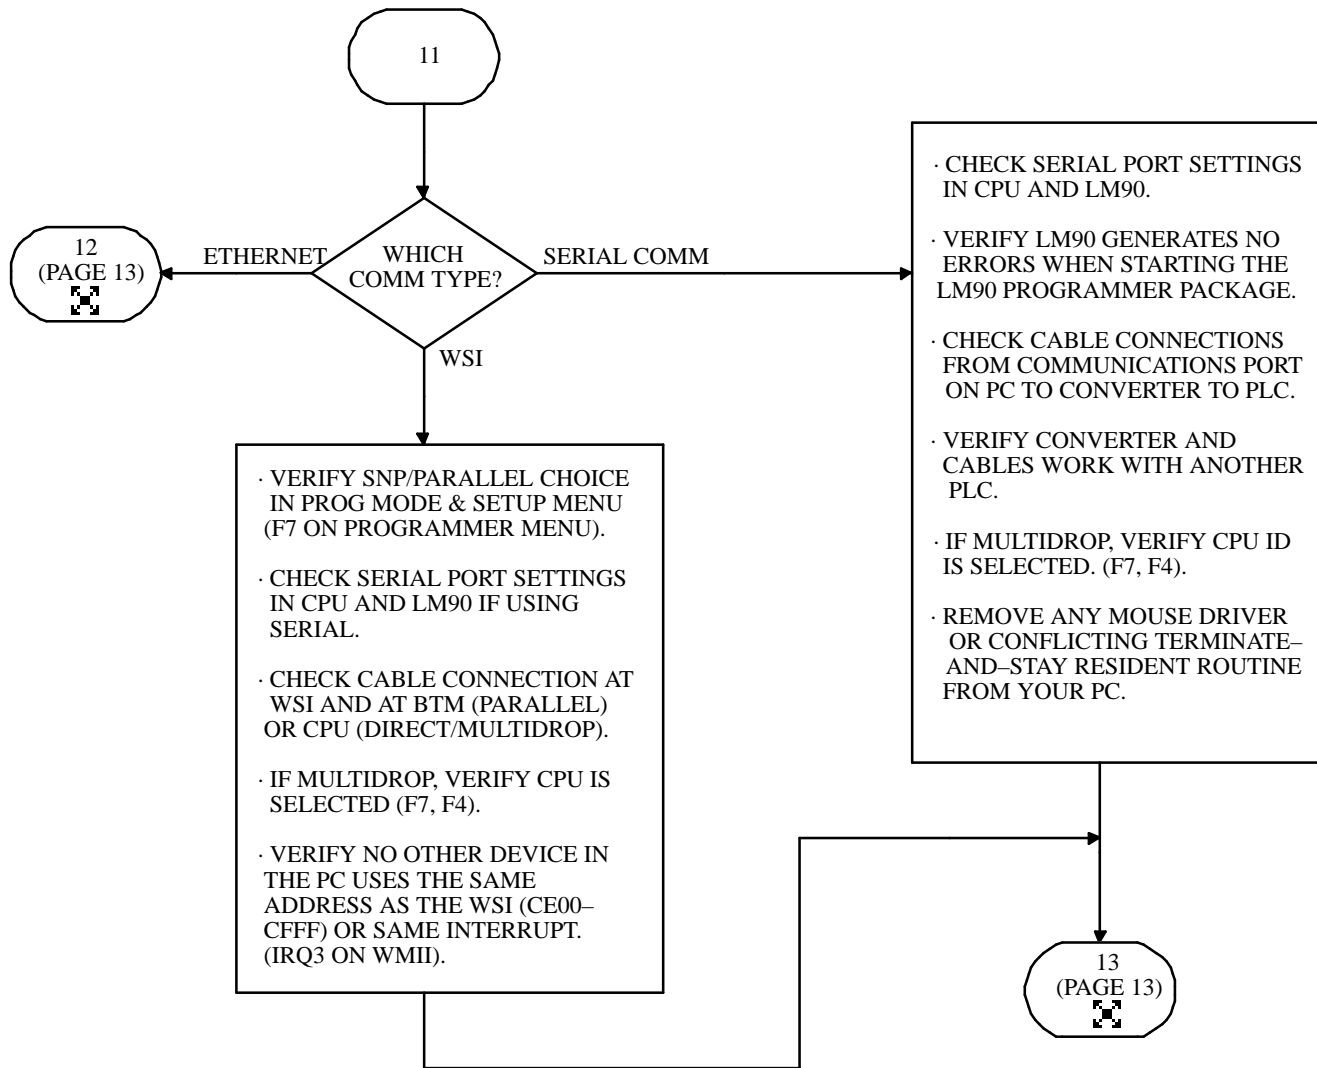 11
12
(PAGE 13)
ETHERNET
WHICH
COMM TYPE?
SERIAL COMM
WSI
· VERIFY SNP/PARALLEL CHOICE
IN PROG MODE & SETUP MENU
(F7 ON PROGRAMMER MENU).
· CHECK SERIAL PORT SETTINGS
IN CPU AND LM90 IF USING
SERIAL.
· CHECK CABLE CONNECTION AT
WSI AND AT BTM (PARALLEL)
OR CPU (DIRECT/MULTIDROP).
· IF MULTIDROP, VERIFY CPU IS
SELECTED (F7, F4).
· VERIFY NO OTHER DEVICE IN
THE PC USES THE SAME
ADDRESS AS THE WSI (CE00–
CFFF) OR SAME INTERRUPT.
(IRQ3 ON WMII).
· CHECK SERIAL PORT SETTINGS
IN CPU AND LM90.
· VERIFY LM90 GENERATES NO
ERRORS WHEN STARTING THE
LM90 PROGRAMMER PACKAGE.
· CHECK CABLE CONNECTIONS
FROM COMMUNICATIONS PORT
ON PC TO CONVERTER TO PLC.
· VERIFY CONVERTER AND
CABLES WORK WITH ANOTHER
PLC.
· IF MULTIDROP, VERIFY CPU ID
IS SELECTED. (F7, F4).
· REMOVE ANY MOUSE DRIVER
OR CONFLICTING TERMINATE–
AND–STAY RESIDENT ROUTINE
FROM YOUR PC.
13
(PAGE 13)